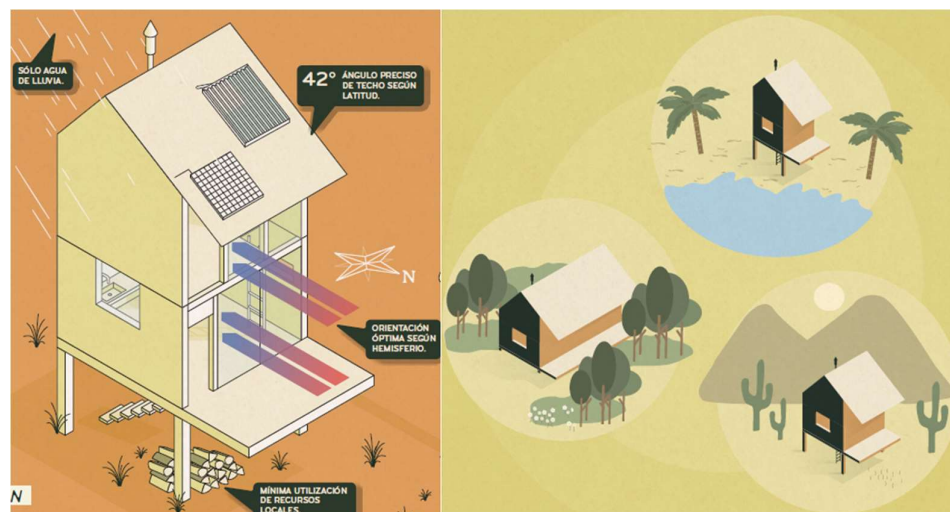 SÓLO AGUA
DE LLUVIA.
42° ÁNGULO PRECISO
DE TECHO SEGÚN
LATITUD.
N
ORIENTACIÓN
ÓPTIMA SEGÚN
HEMISFERIO.
MÍNIMA UTILIZACIÓN
DE RECURSOS
LOCALES
N